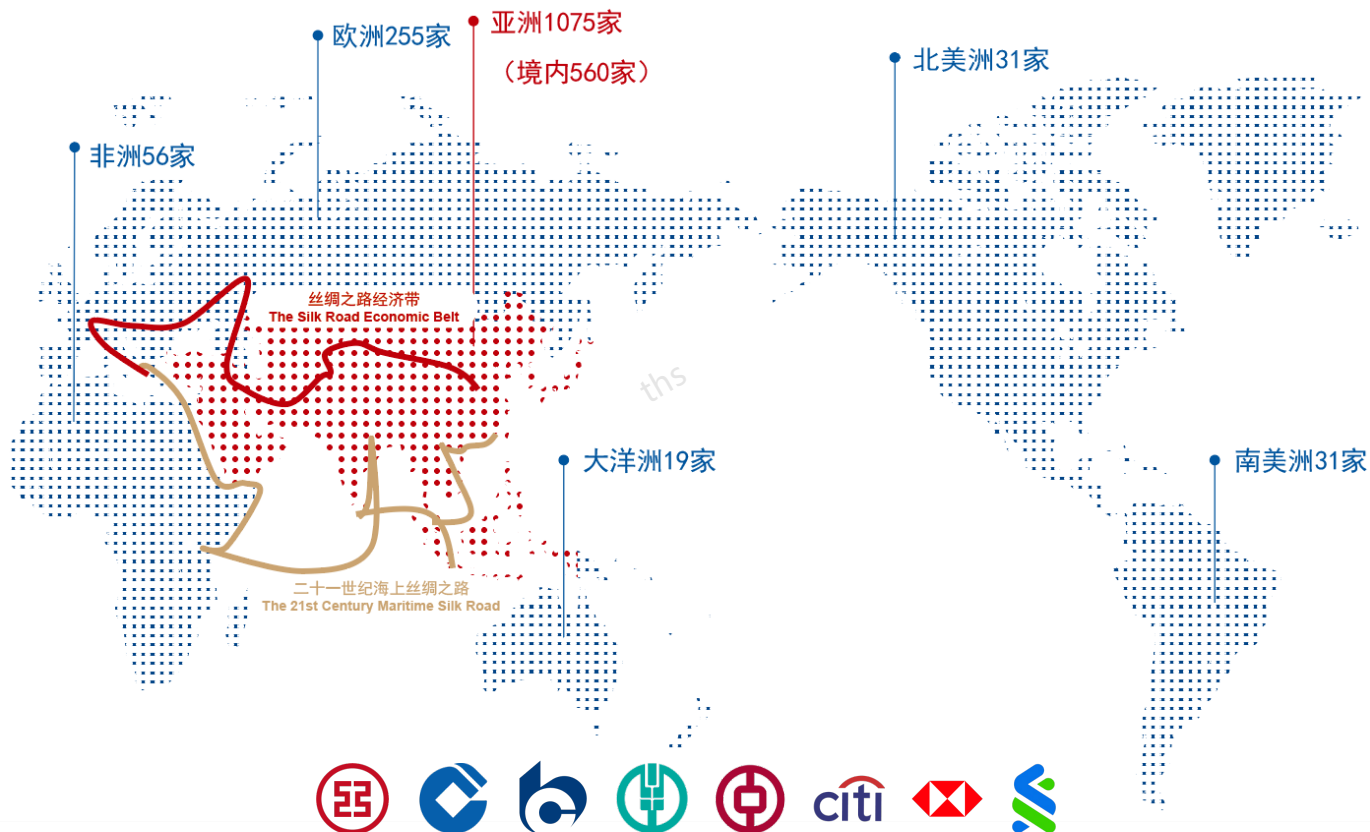 亚洲1075家
（境内560家）
欧洲255家
北美洲31家
非洲56家
丝绸之路经济带
The Silk Road Economic Belt
ths
大洋洲19家
南美洲31家
二十一世纪海上丝绸之路
The 21st Century Maritime Silk Road
citi